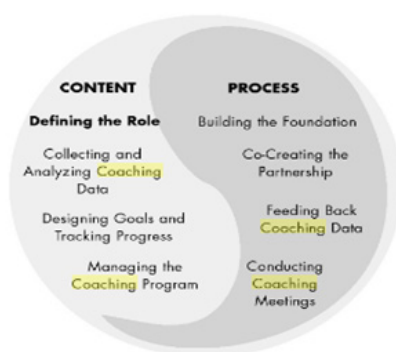 CONTENT
Defining the Role
Collecting and
Analyzing Coaching
Data
Designing Goals and
Tracking Progress
Managing the
Coaching Program
PROCESS
Building the Foundation
Co-Creating the
Partnership
Feeding Back
Coaching Data
Conducting
Coaching
Meetings